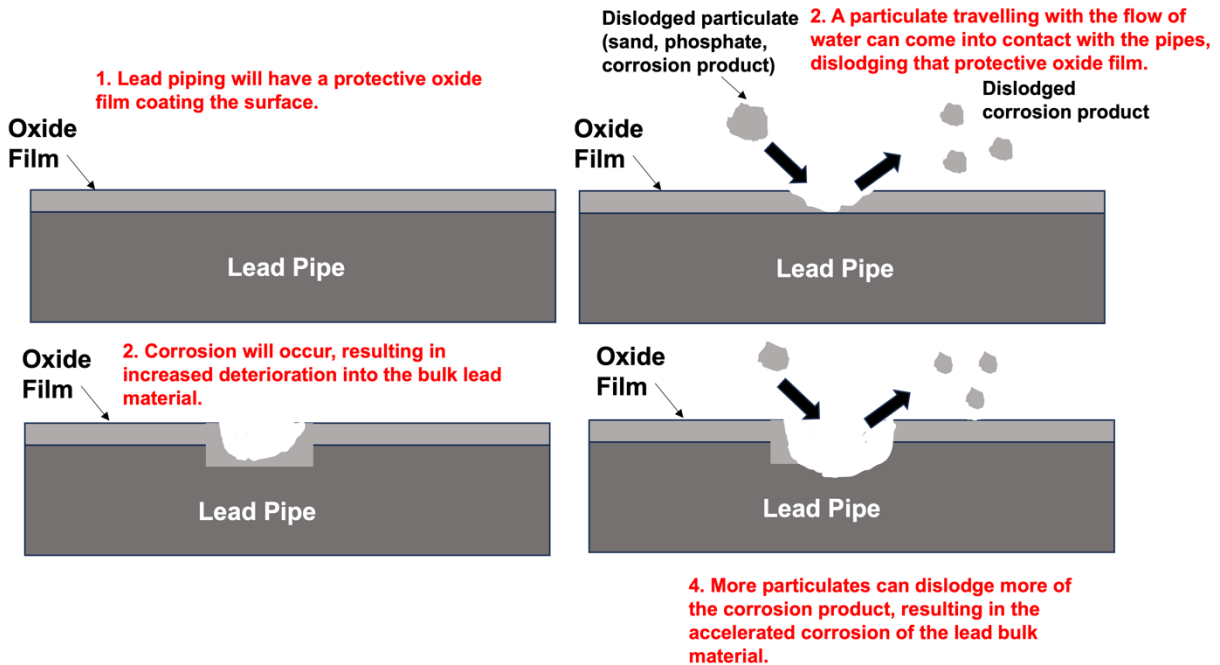 1. Lead piping will have a protective oxide
film coating the surface.
Oxide
Film
Lead Pipe
Dislodged particulate
(sand, phosphate,
corrosion product)
2. A particulate travelling with the flow of
water can come into contact with the pipes,
dislodging that protective oxide film.
Dislodged
corrosion product
Oxide
Film
Lead Pipe
Oxide
Film
2. Corrosion will occur, resulting in
increased deterioration into the bulk lead
material.
Lead Pipe
Oxide
Film
Lead Pipe
4. More particulates can dislodge more of
the corrosion product, resulting in the
accelerated corrosion of the lead bulk
material.